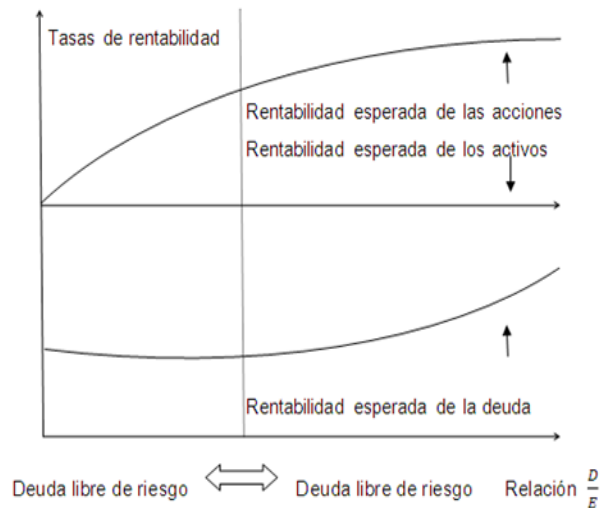 Tasas de rentabilidad
Rentabilidad esperada de las acciones
Rentabilidad esperada de los activos
Rentabilidad esperada de la deuda
Deuda libre de riesgo
Deuda libre de riesgo
Relación D/E